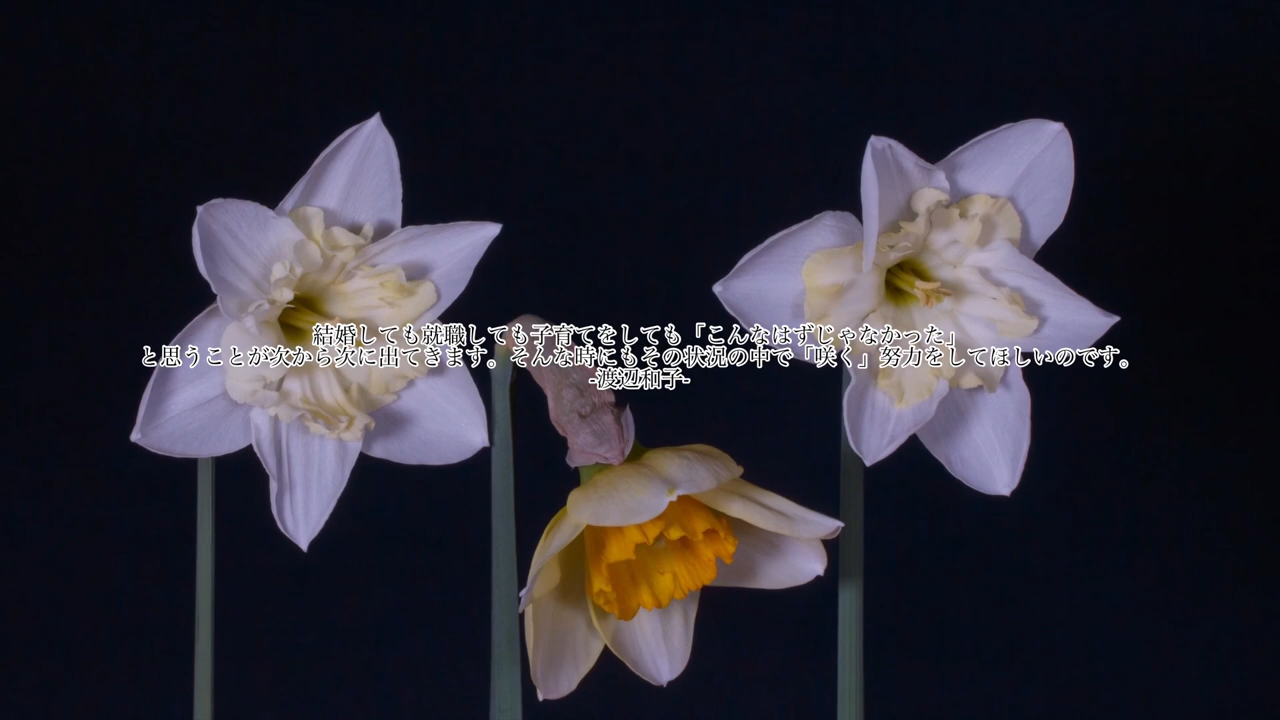 結婚しても就職しても子育てをしても「こんなはずじゃなかった」
と思うことが次から次に出てきます。そんな時にもその状況の中で「咲く」努力をしてほしいのです。
-渡辺和子-